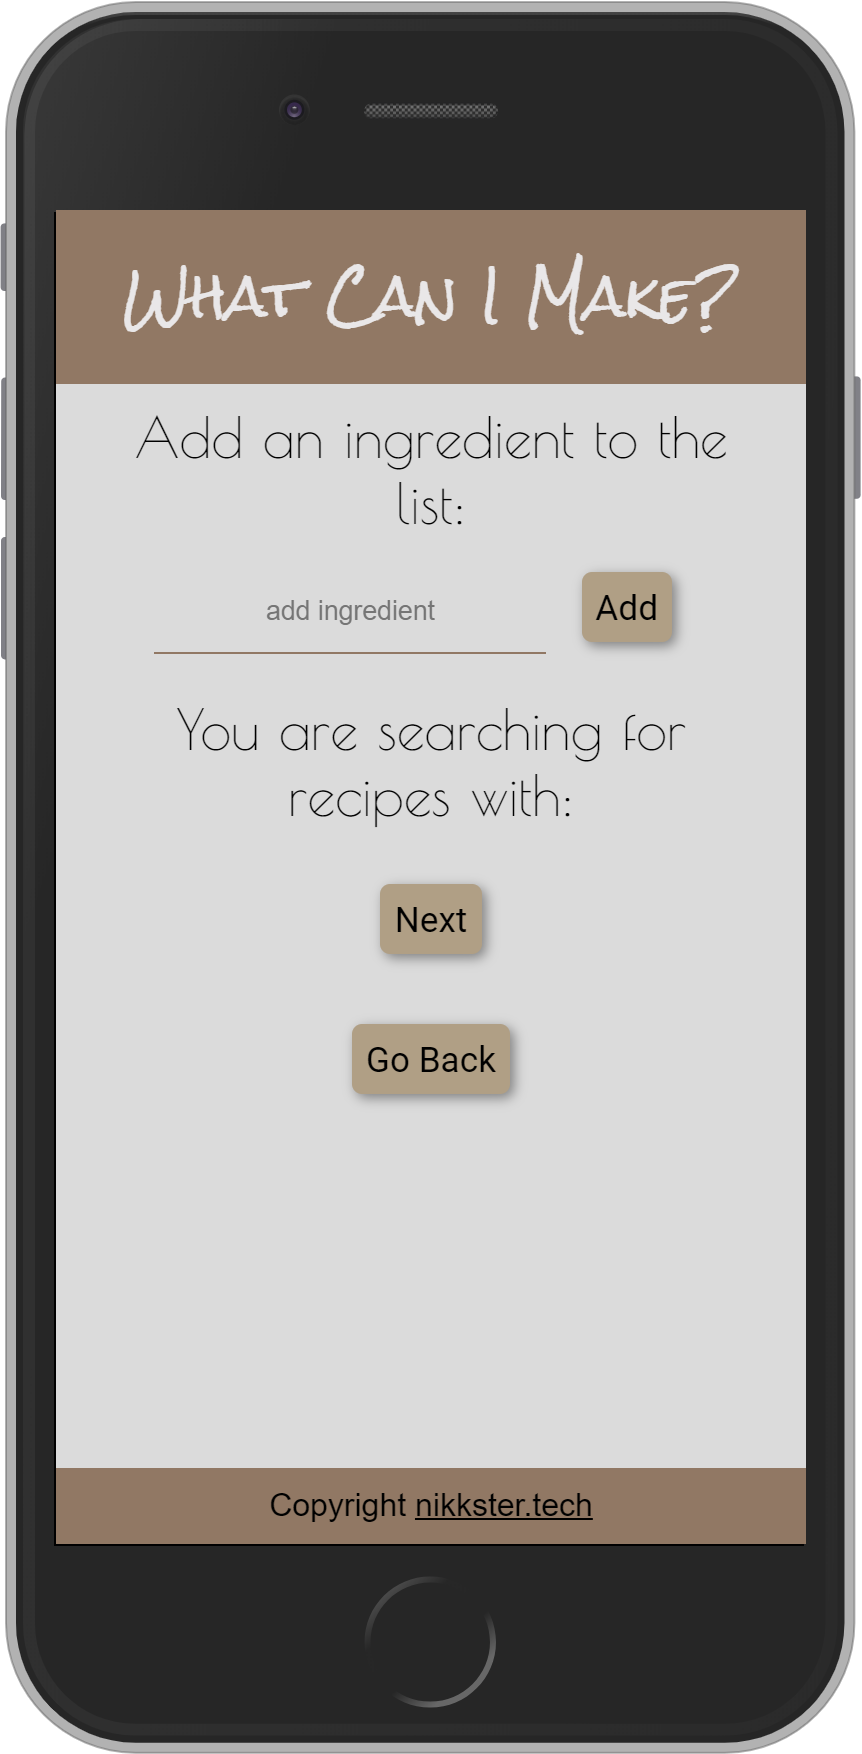 What Can I Make?
Add an ingredient to the
list:
add ingredient
Add
You are searching for
recipes with:
Next
Go Back
Copyright nikkster.tech